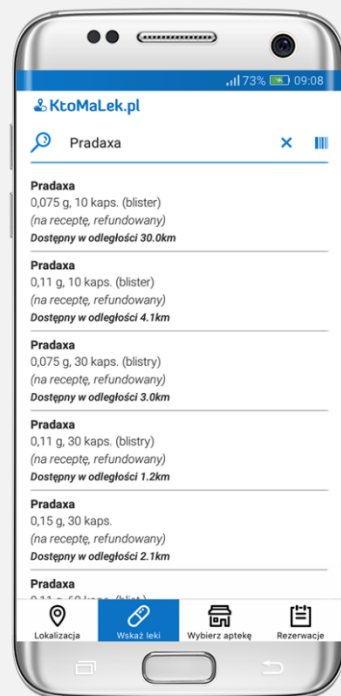 73% 09:08
KtoMaLek.pl
Pradaxa
Pradaxa
0,075 g, 10 kaps. (blister)
(na receptę, refundowany)
Dostępny w odległości 30.0km
Pradaxa
0,11 g, 10 kaps. (blister)
(na receptę, refundowany)
Dostępny w odległości 4.1km
Pradaxa
0,075 g, 30 kaps. (blistry)
(na receptę, refundowany)
Dostępny w odległości 3.0km
Pradaxa
0,11 g, 30 kaps. (blistry)
(na receptę, refundowany)
Dostępny w odległości 1.2km
Pradaxa
0,15 g, 30 kaps.
(na receptę, refundowany)
Dostępny w odległości 2.1km
Pradaxa
Lokalizacja Wskaż leki Wybierz aptekę Rezerwacje